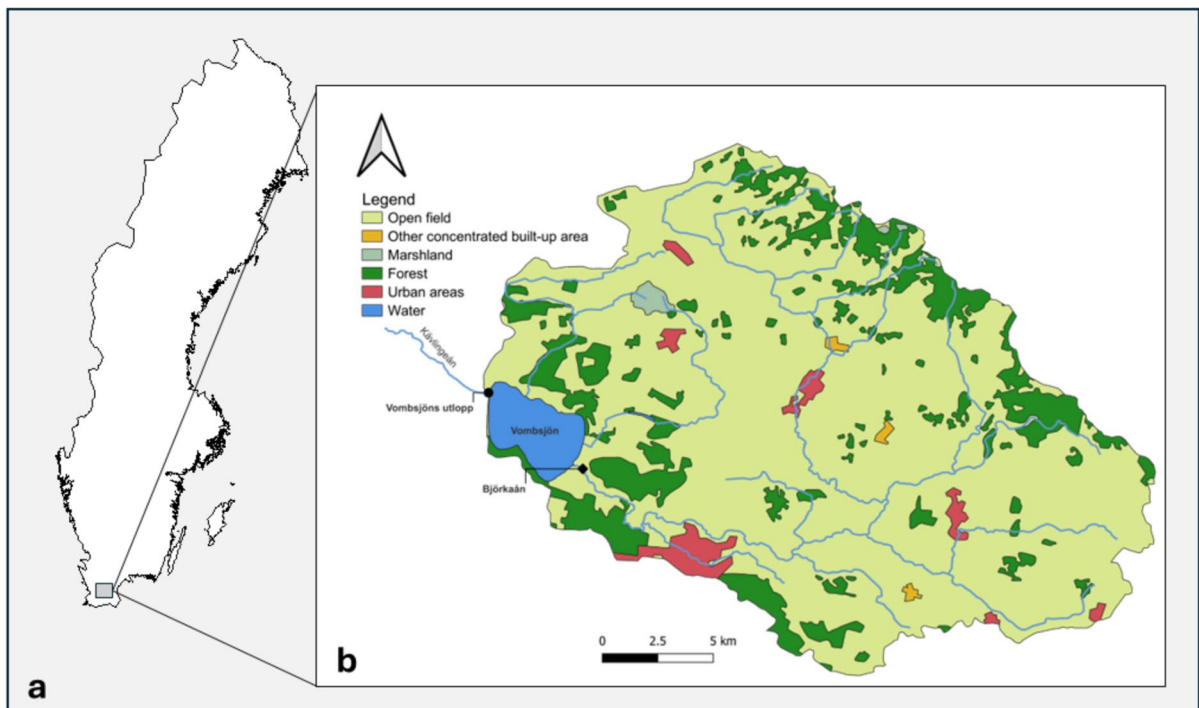 Legend
Open field
Other concentrated built-up area
Marshland
Forest
Urban areas
Water
Kävlingeån
Vombsjöns utlopp
Vombsjön
Björkaån
0 2.5 5 km
a
b